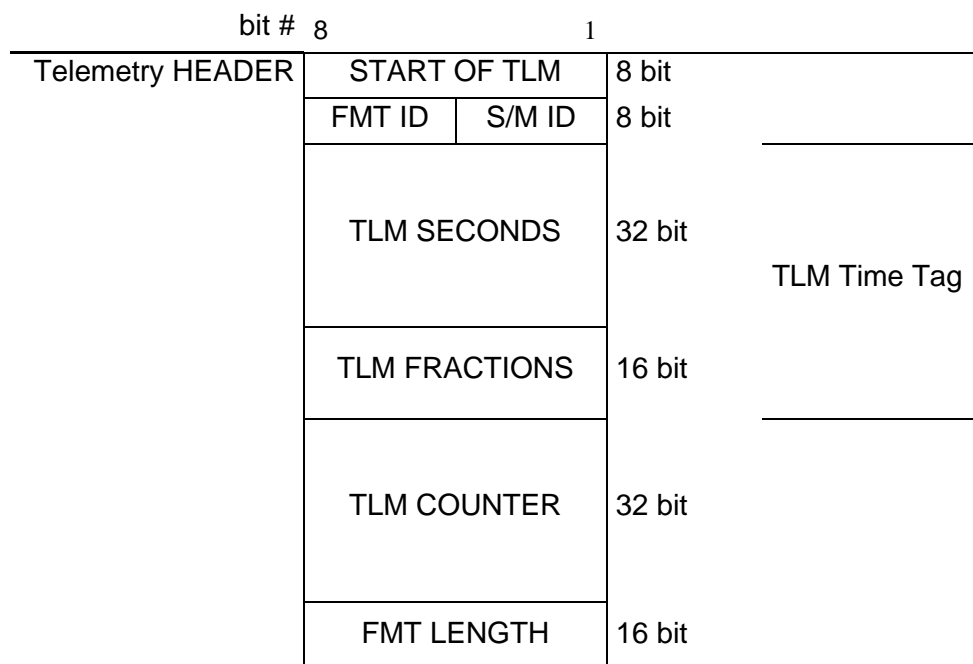 bit # 8 1
Telemetry HEADER START OF TLM 8 bit
FMT ID S/M ID 8 bit
TLM SECONDS 32 bit
TLM Time Tag
TLM FRACTIONS 16 bit
TLM COUNTER 32 bit
FMT LENGTH 16 bit